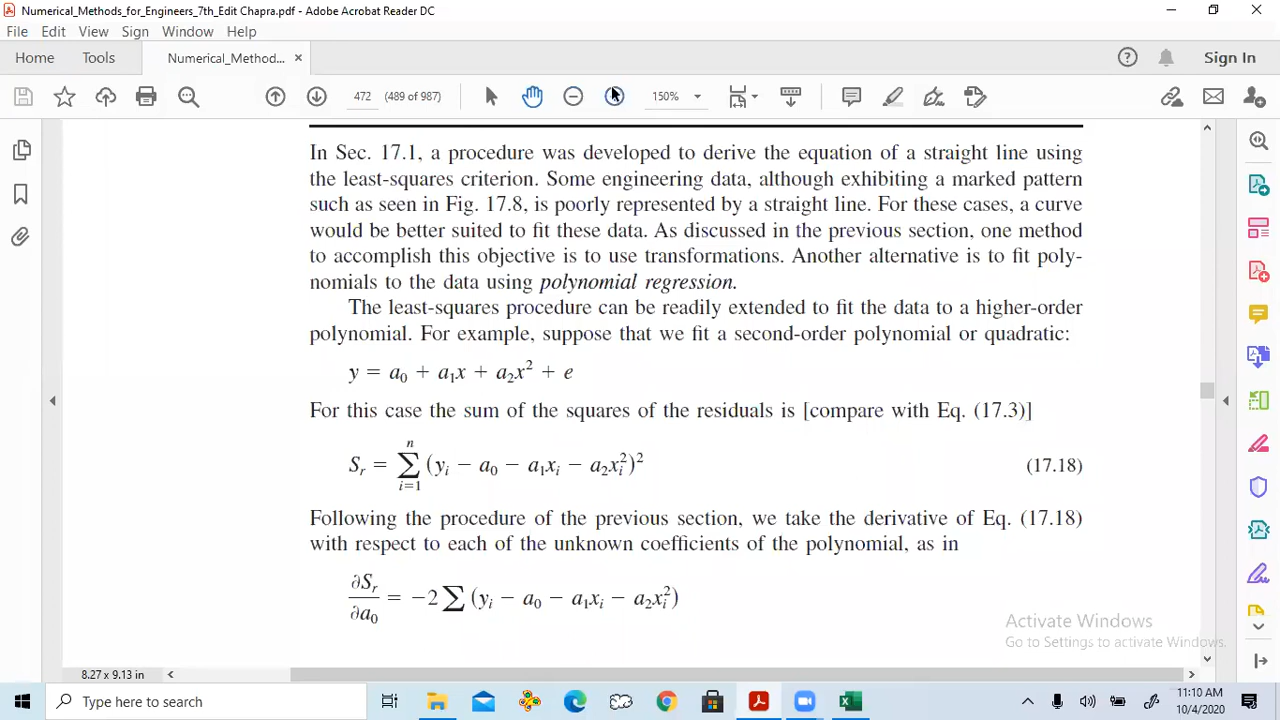 Numerical_Methods_for_Engineers_7th_Edit Chapra.pdf - Adobe Acrobat Reader DC
File Edit View Sign Window Help
Home Tools Numerical_Method... × Sign In
472 (489 of 987) 150%
In Sec. 17.1, a procedure was developed to derive the equation of a straight line using
the least-squares criterion. Some engineering data, although exhibiting a marked pattern
such as seen in Fig. 17.8, is poorly represented by a straight line. For these cases, a curve
would be better suited to fit these data. As discussed in the previous section, one method
to accomplish this objective is to use transformations. Another alternative is to fit poly-
nomials to the data using polynomial regression.
The least-squares procedure can be readily extended to fit the data to a higher-order
polynomial. For example, suppose that we fit a second-order polynomial or quadratic:
y = a₀ + a₁x + a₂x² + e
For this case the sum of the squares of the residuals is [compare with Eq. (17.3)]
Sᵣ = ∑ᵢ₌₁ⁿ (yᵢ − a₀ − a₁xᵢ − a₂xᵢ²)² (17.18)
Following the procedure of the previous section, we take the derivative of Eq. (17.18)
with respect to each of the unknown coefficients of the polynomial, as in
∂Sᵣ/∂a₀ = −2 ∑ (yᵢ − a₀ − a₁xᵢ − a₂xᵢ²)
Activate Windows
Go to Settings to activate Windows.
8.27 x 9.13 in
Type here to search
11:10 AM
10/4/2020